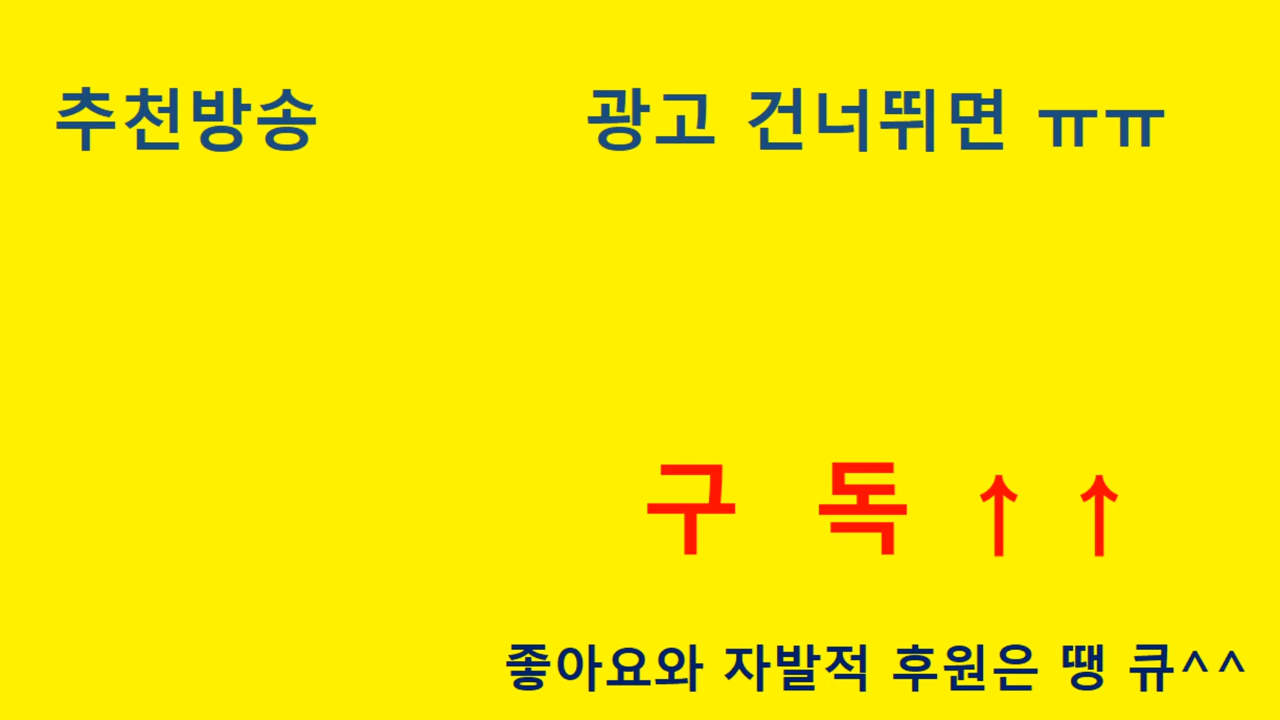 추천방송
광고 건너뛰면 ㅠㅠ
구 독 ↑ ↑
좋아요와 자발적 후원은 땡 큐^^